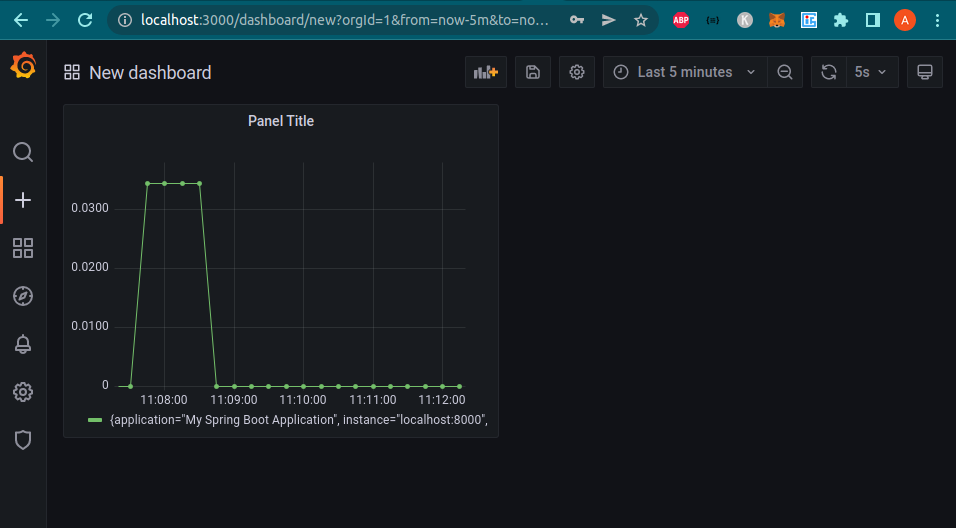 localhost:3000/dashboard/new?orgId=1&from=now-5m&to=no...
ABP
K
A
New dashboard
Last 5 minutes
5s
Panel Title
0.0300
0.0200
0.0100
0
11:08:00 11:09:00 11:10:00 11:11:00 11:12:00
{application="My Spring Boot Application", instance="localhost:8000",